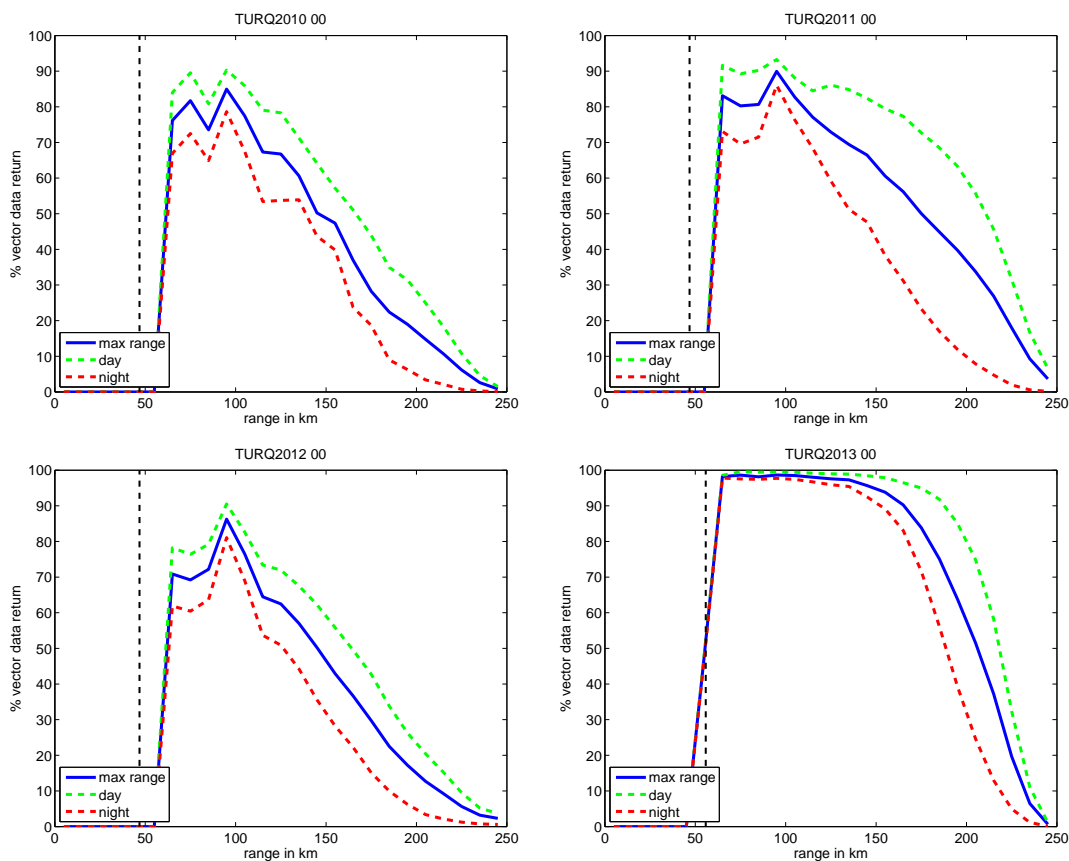 TURQ2010 00
100
90
80
70
60
50
40
30
20
10
0
% vector data return
max range
day
night
0 50 100 150 200 250
range in km
TURQ2011 00
100
90
80
70
60
50
40
30
20
10
0
% vector data return
max range
day
night
0 50 100 150 200 250
range in km
TURQ2012 00
100
90
80
70
60
50
40
30
20
10
0
% vector data return
max range
day
night
0 50 100 150 200 250
range in km
TURQ2013 00
100
90
80
70
60
50
40
30
20
10
0
% vector data return
max range
day
night
0 50 100 150 200 250
range in km